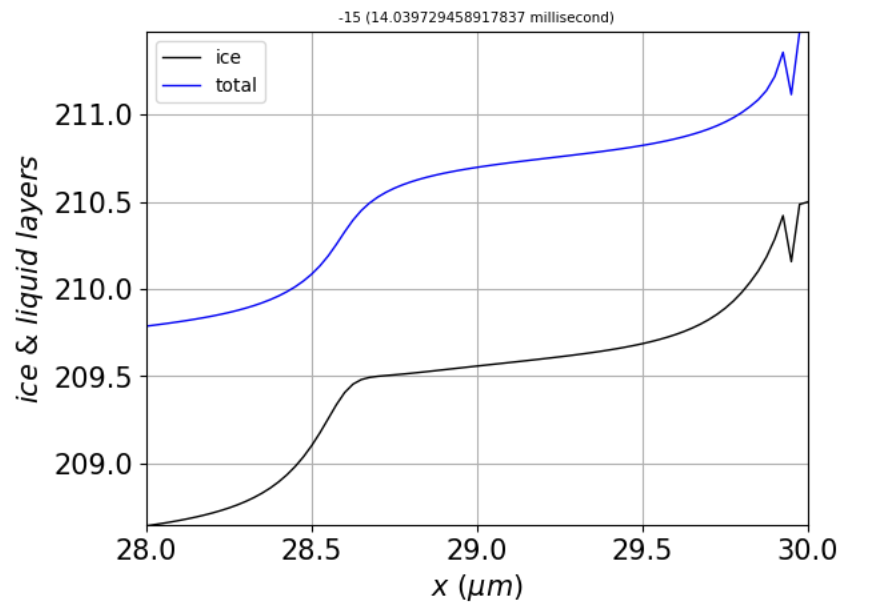 -15 (14.039729458917837 millisecond)
ice
total
211.0
210.5
210.0
209.5
209.0
ice & liquid layers
28.0 28.5 29.0 29.5 30.0
x (μm)